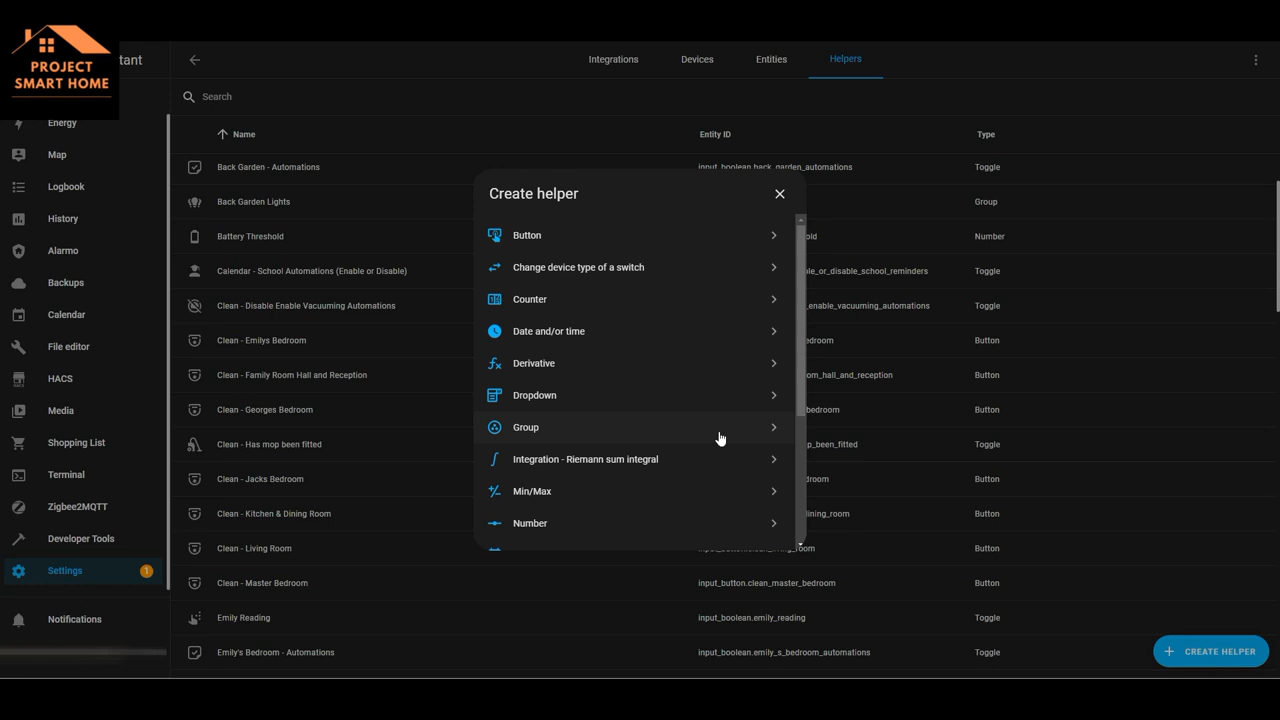 PROJECT
SMART HOME
tant
Integrations
Devices
Entities
Helpers
Search
Name
Entity ID
Type
Energy
Map
Logbook
History
Alarmo
Backups
Calendar
File editor
HACS
Media
Shopping List
Terminal
Zigbee2MQTT
Developer Tools
Settings
1
Notifications
Back Garden - Automations
input_boolean.back_garden_automations
Toggle
Back Garden Lights
Group
Battery Threshold
old
Number
Calendar - School Automations (Enable or Disable)
le_or_disable_school_reminders
Toggle
Clean - Disable Enable Vacuuming Automations
_enable_vacuuming_automations
Toggle
Clean - Emilys Bedroom
edroom
Button
Clean - Family Room Hall and Reception
om_hall_and_reception
Button
Clean - Georges Bedroom
bedroom
Button
Clean - Has mop been fitted
p_been_fitted
Toggle
Clean - Jacks Bedroom
droom
Button
Clean - Kitchen & Dining Room
ining_room
Button
Clean - Living Room
room
Button
Clean - Master Bedroom
input_button.clean_master_bedroom
Button
Emily Reading
input_boolean.emily_reading
Toggle
Emily's Bedroom - Automations
input_boolean.emily_s_bedroom_automations
Toggle
Create helper
Button
Change device type of a switch
Counter
Date and/or time
Derivative
Dropdown
Group
Integration - Riemann sum integral
Min/Max
Number
CREATE HELPER